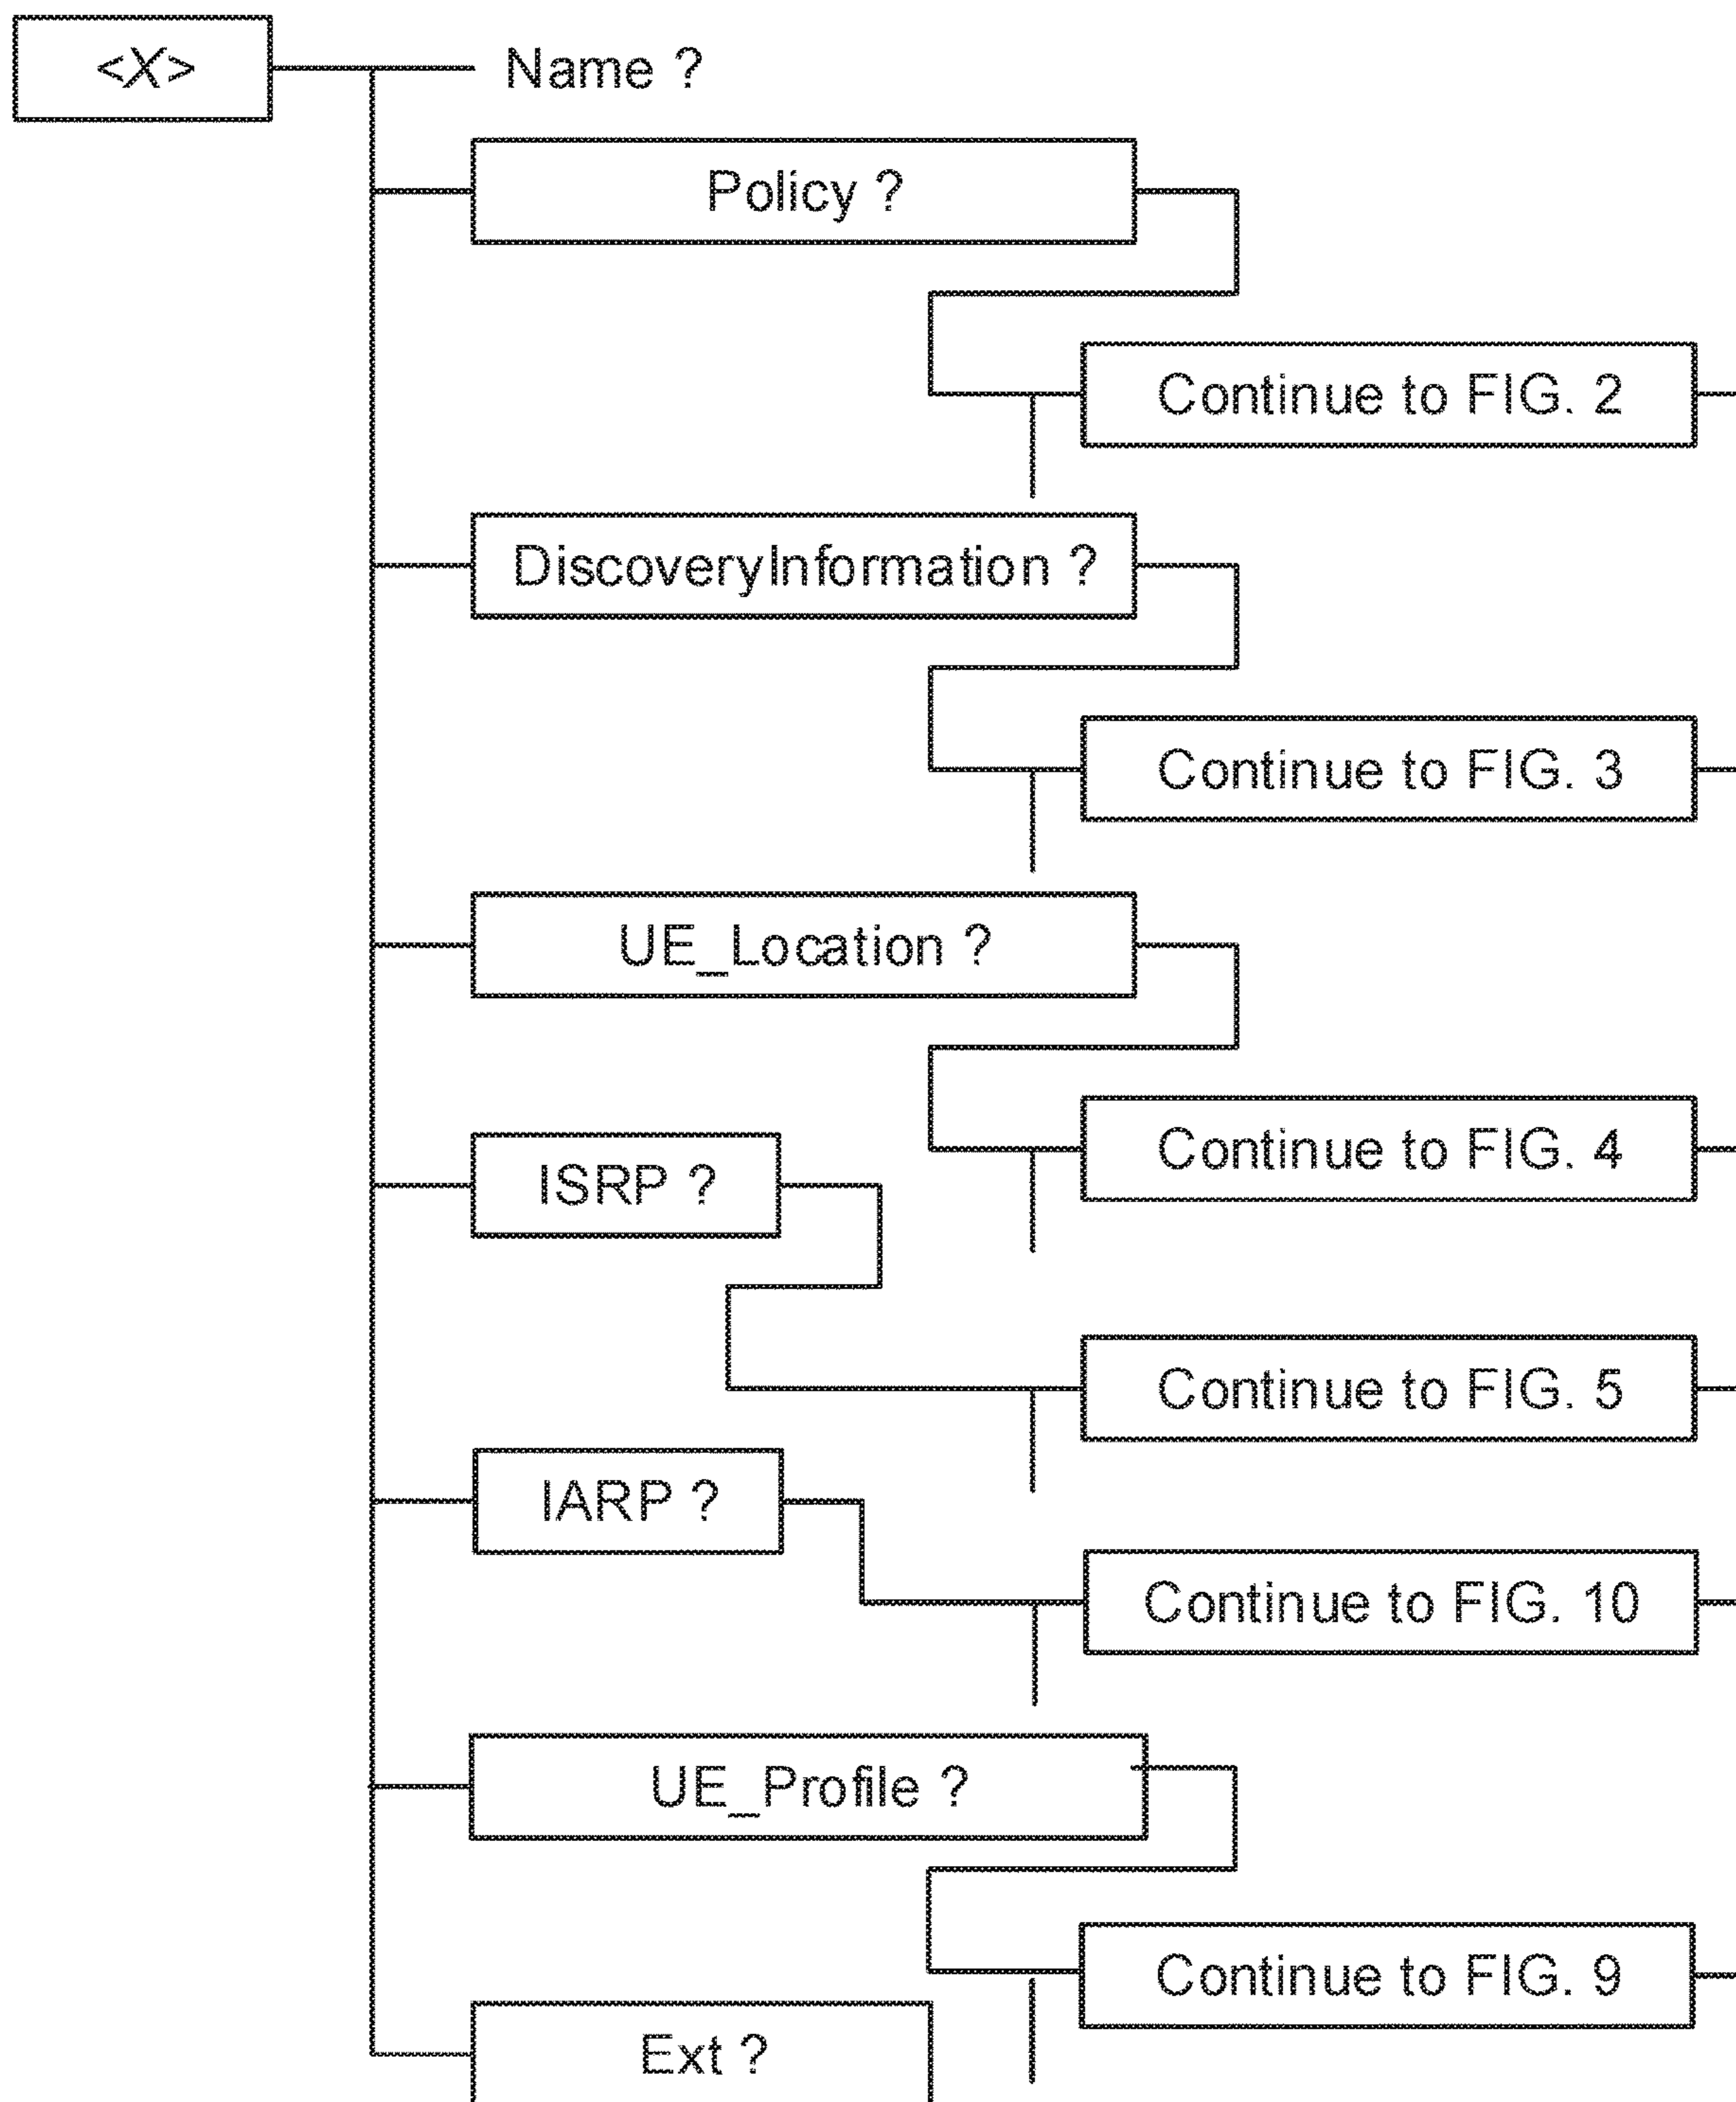 <X>
Name ?
Policy ?
Continue to FIG. 2
DiscoveryInformation ?
Continue to FIG. 3
UE_Location ?
Continue to FIG. 4
ISRP ?
Continue to FIG. 5
IARP ?
Continue to FIG. 10
UE_Profile ?
Continue to FIG. 9
Ext ?